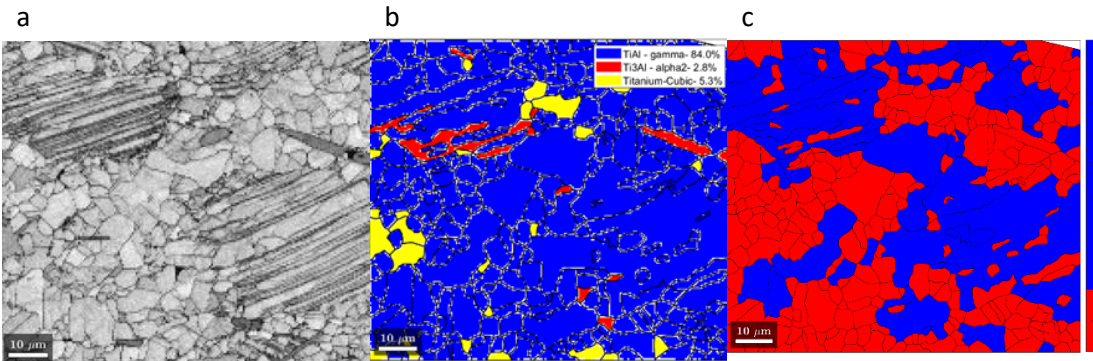 a
b
c
TiAl - gamma- 84.0%
Ti3Al - alpha2- 2.8%
Titanium-Cubic- 5.3%
10 μm
10 μm
10 μm